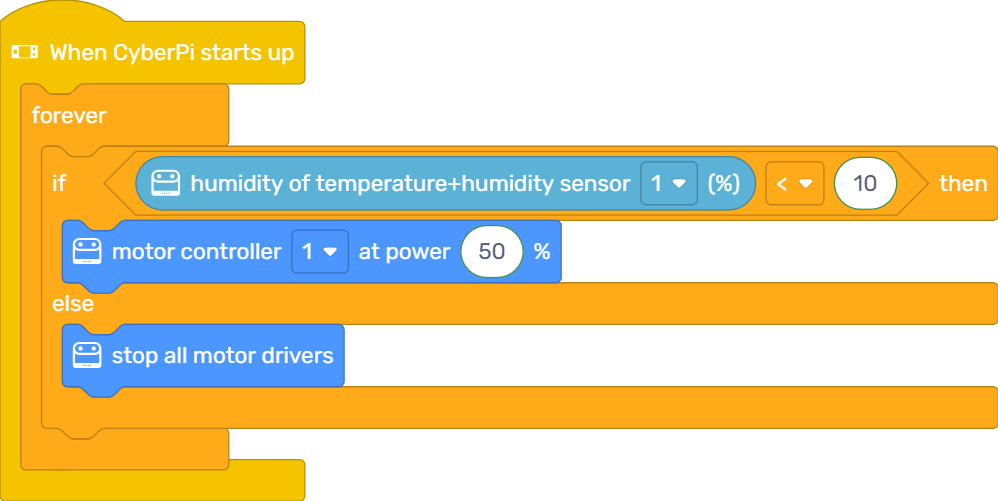 When CyberPi starts up
forever
if humidity of temperature+humidity sensor 1 (%) < 10 then
motor controller 1 at power 50 %
else
stop all motor drivers